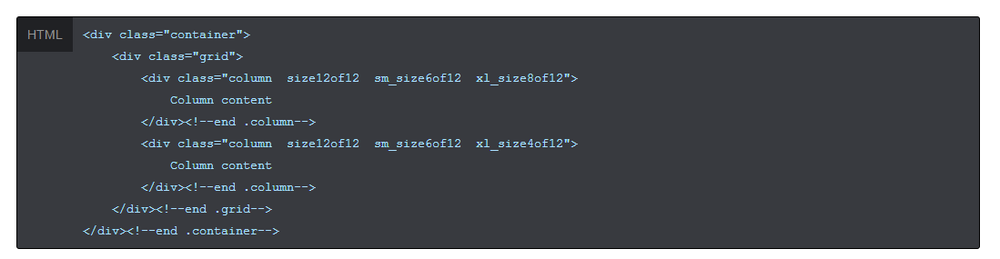 HTML
<div class="container">
    <div class="grid">
        <div class="column  size12of12  sm_size6of12  xl_size8of12">
            Column content
        </div><!--end .column-->
        <div class="column  size12of12  sm_size6of12  xl_size4of12">
            Column content
        </div><!--end .column-->
    </div><!--end .grid-->
</div><!--end .container-->